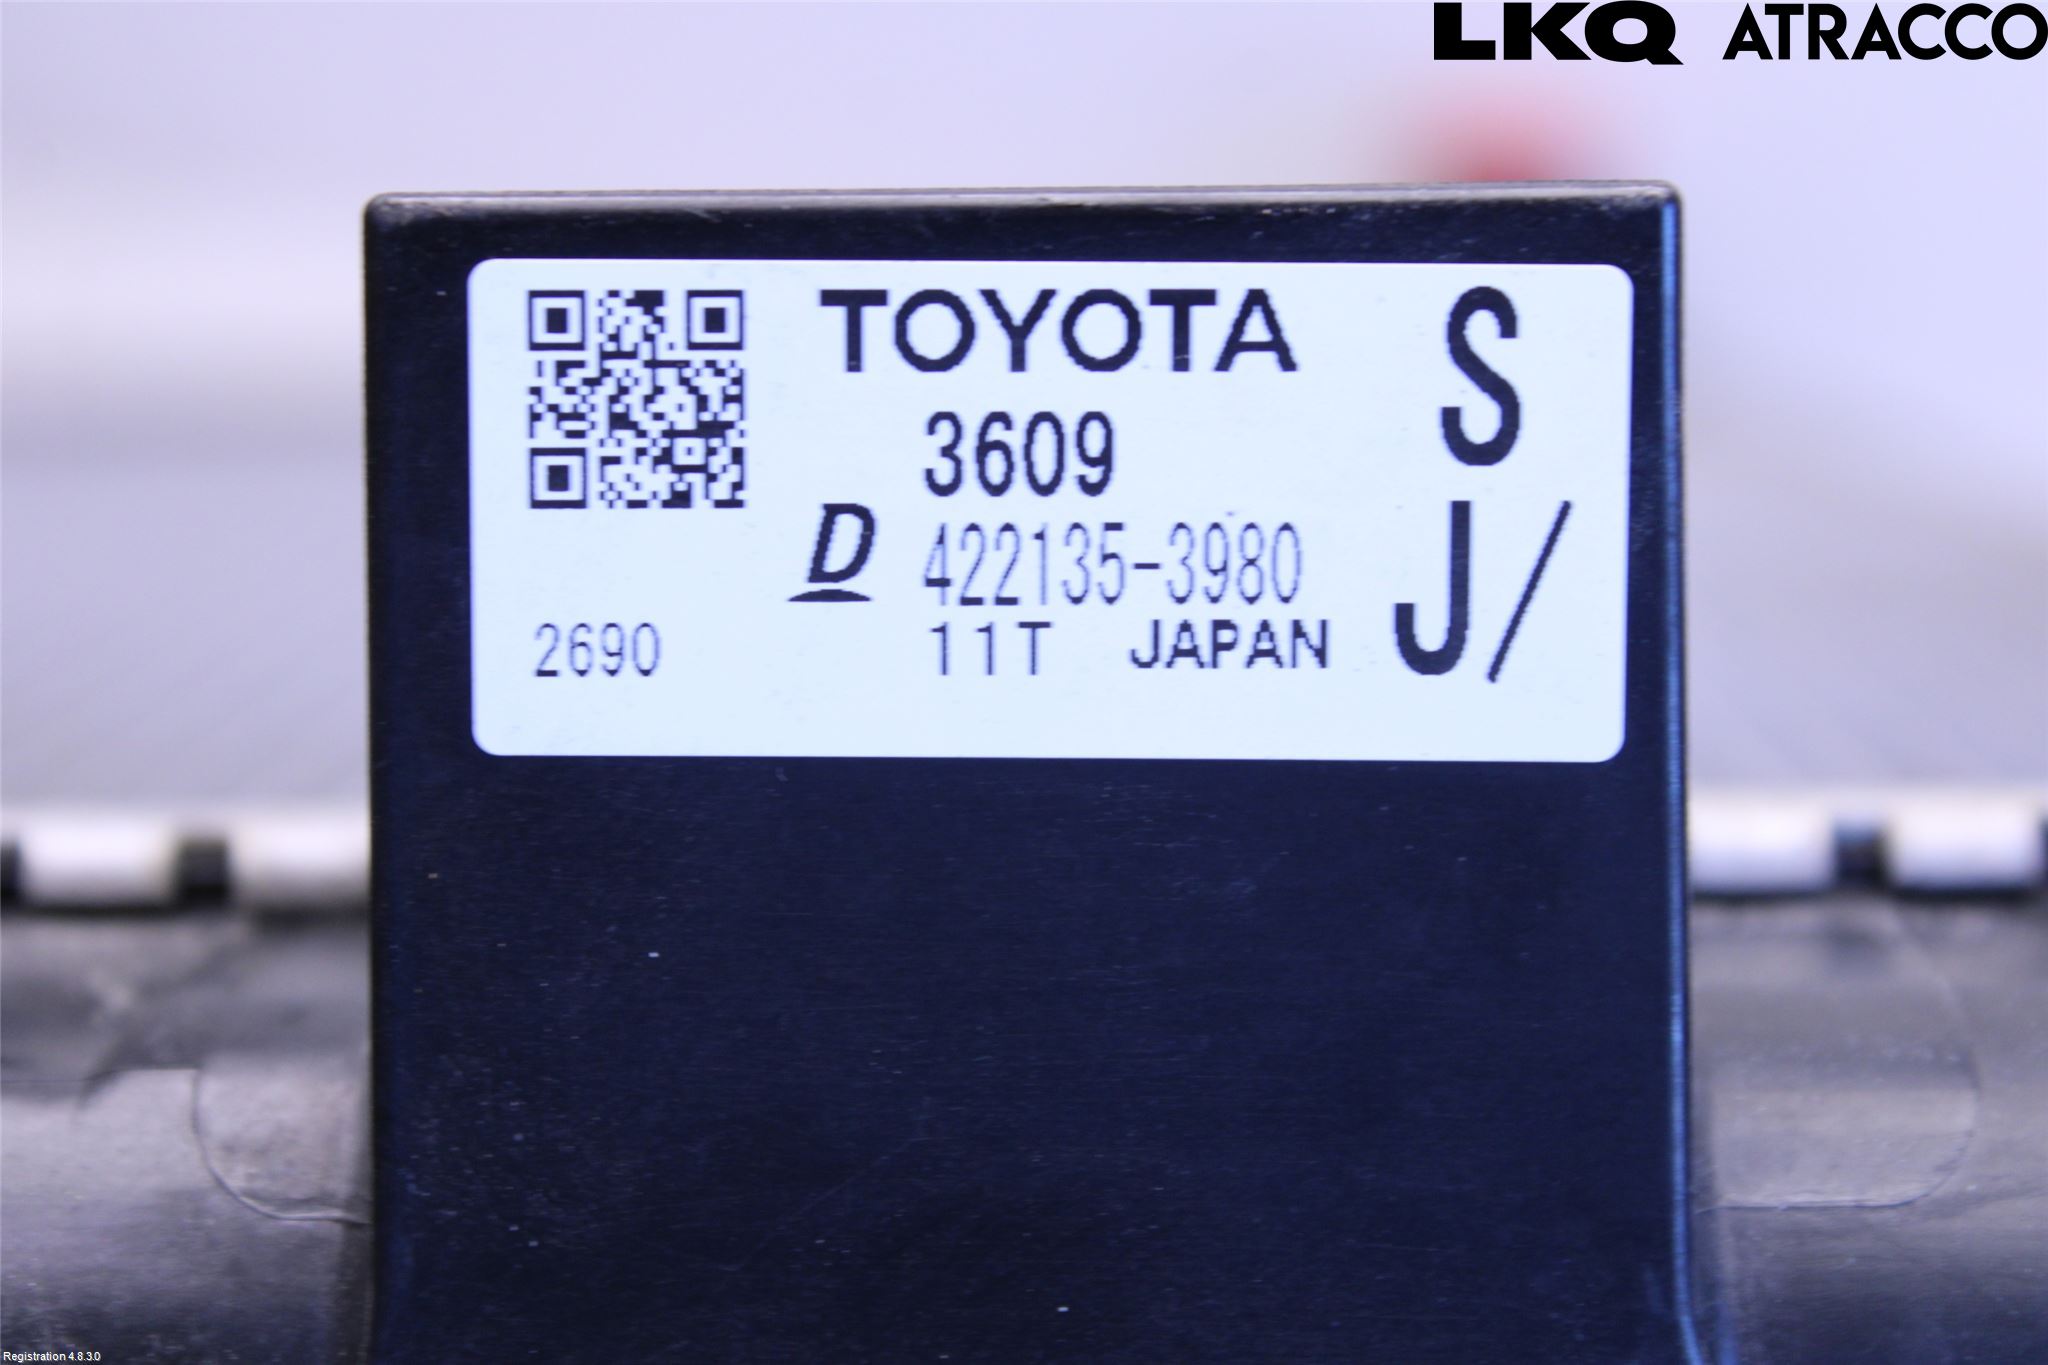 LKQ ATRACCO
TOYOTA
S
3609
D
422135-3980
J/
2690
11T JAPAN
Registration 4.8.3.0